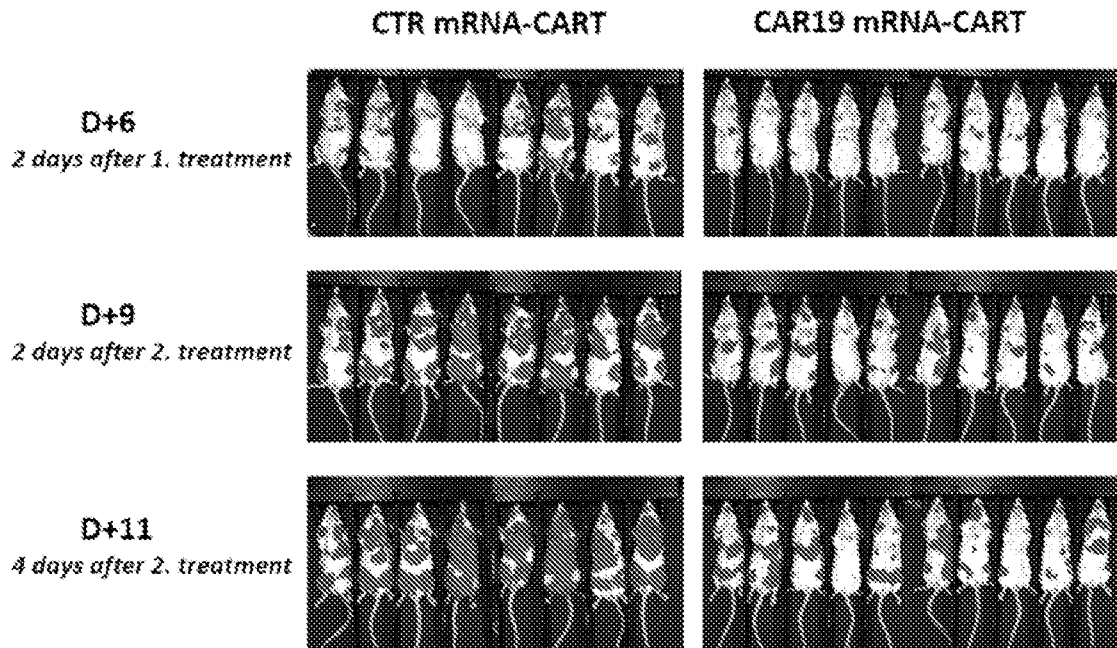 CTR mRNA-CART
CAR19 mRNA-CART
D+6
2 days after 1. treatment
D+9
2 days after 2. treatment
D+11
4 days after 2. treatment